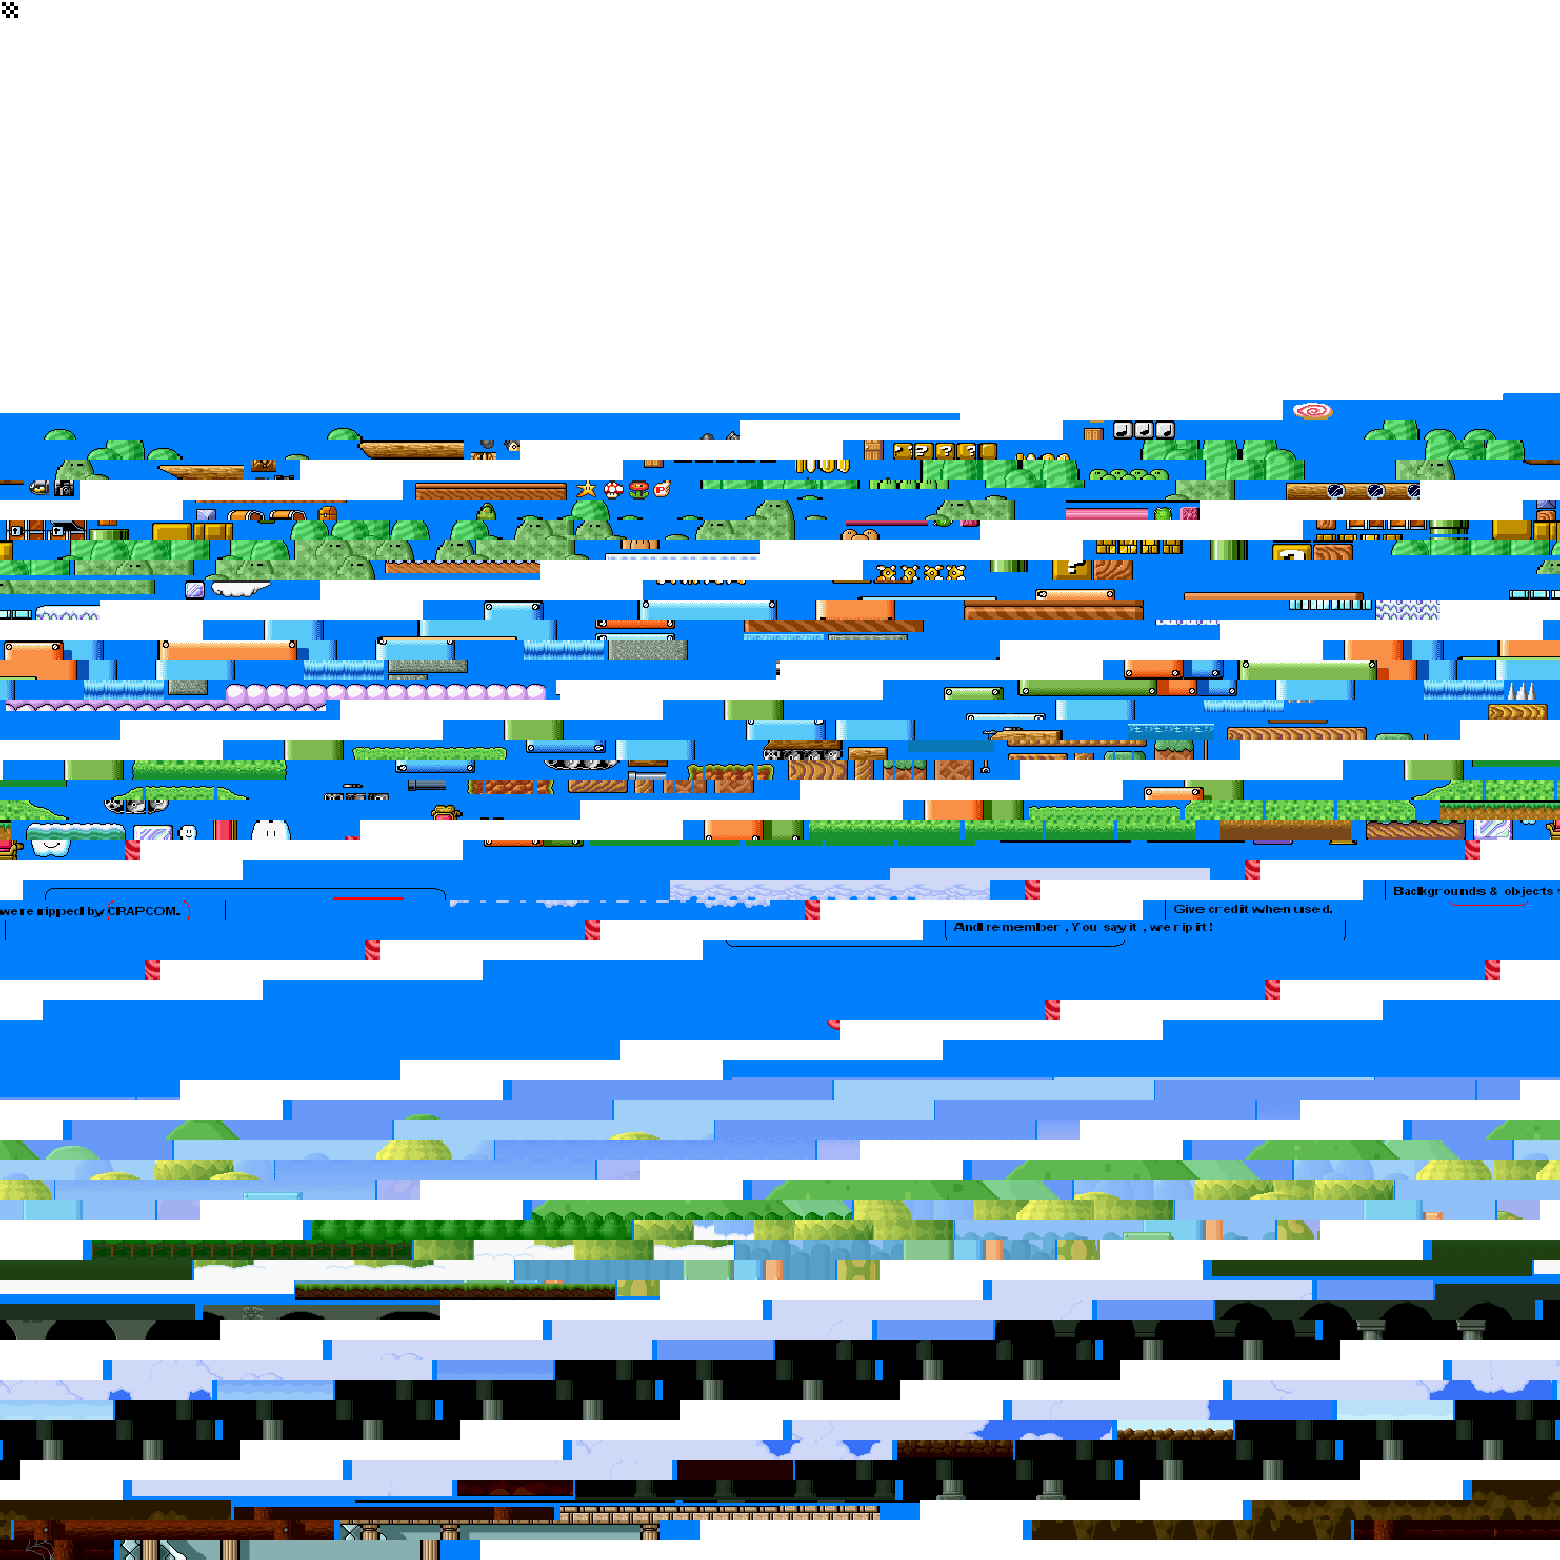 Backgrounds & objects
were ripped by CRAPCOM.
Give credit when used.
And remember, You say it, we rip it!